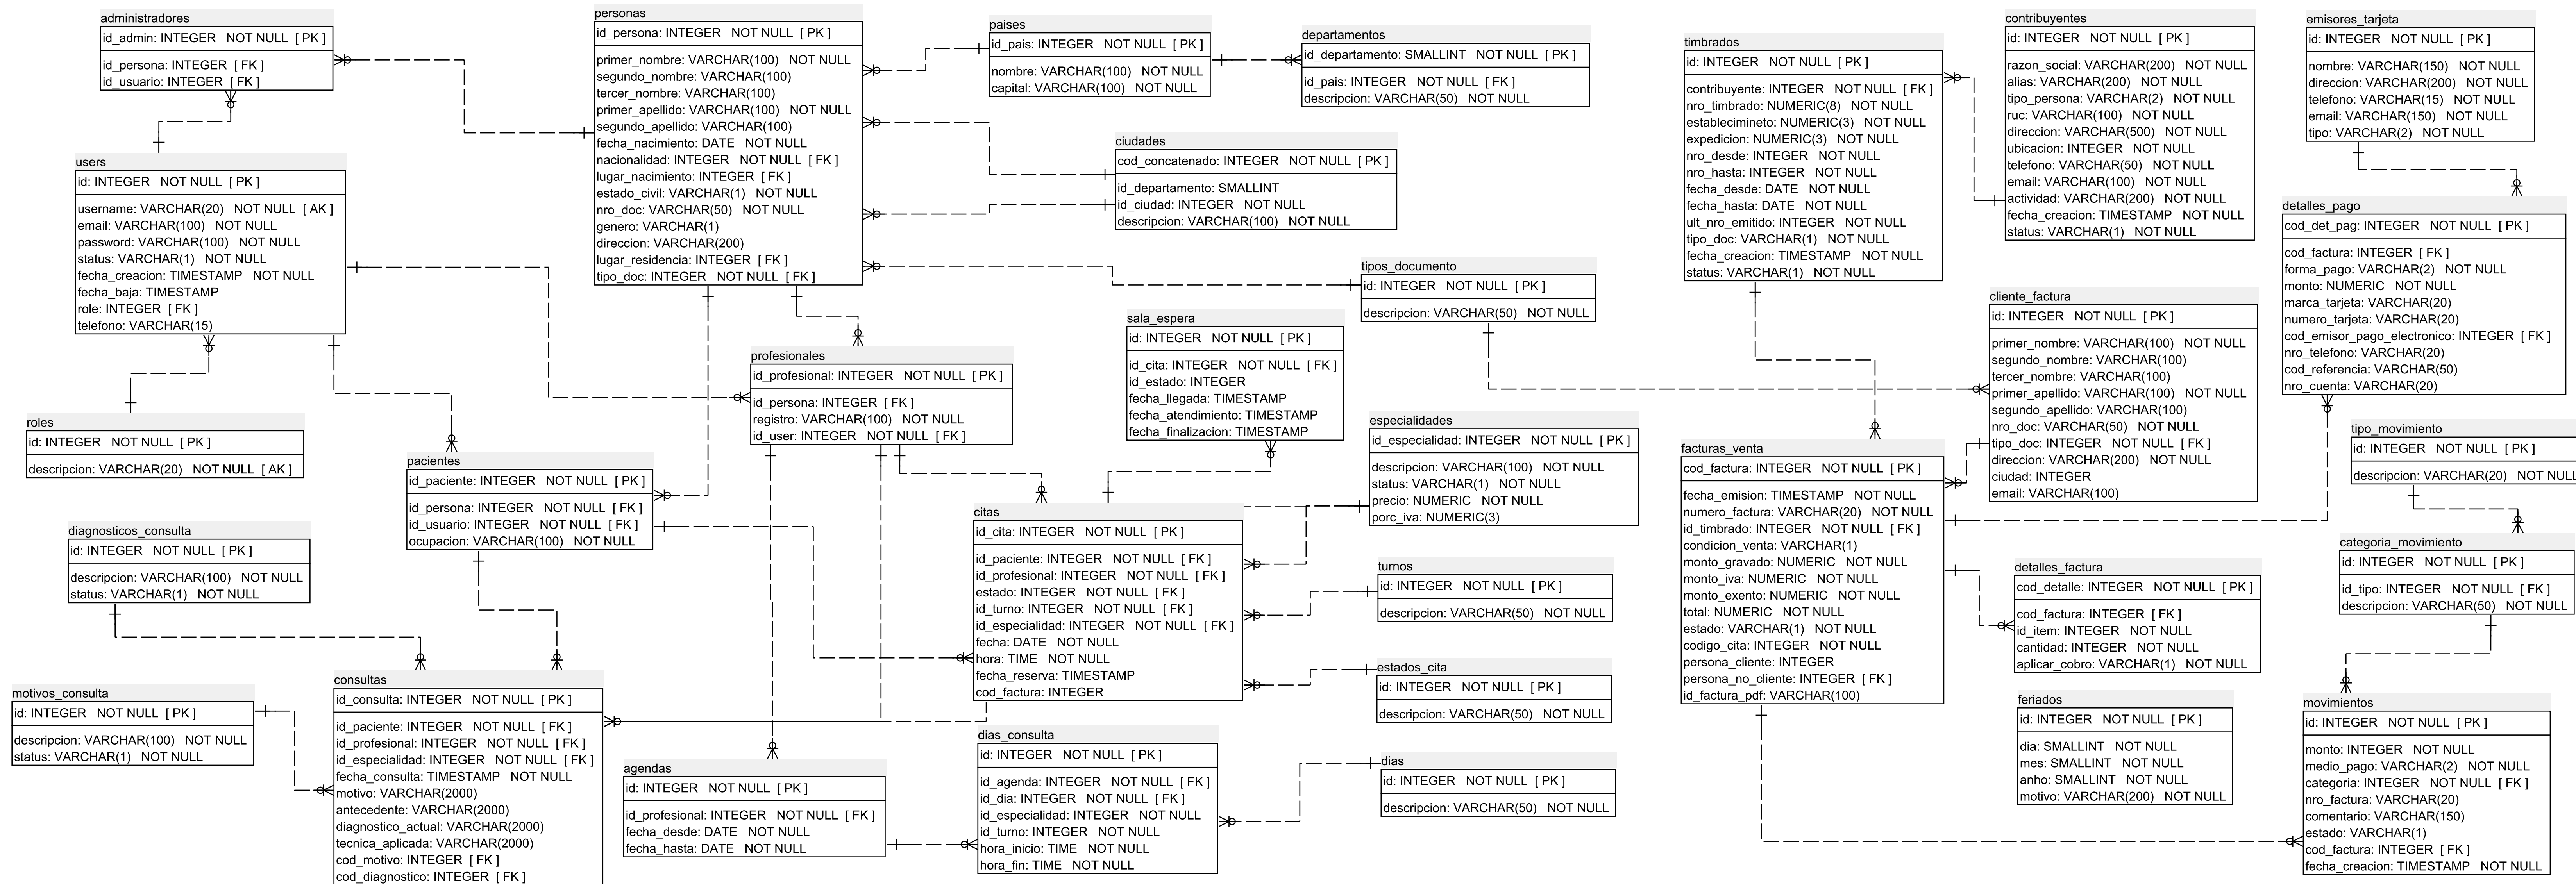 administradores
id_admin: INTEGER   NOT NULL  [ PK ]
id_persona: INTEGER  [ FK ]
id_usuario: INTEGER  [ FK ]
users
id: INTEGER   NOT NULL  [ PK ]
username: VARCHAR(20)   NOT NULL  [ AK ]
email: VARCHAR(100)   NOT NULL
password: VARCHAR(100)   NOT NULL
status: VARCHAR(1)   NOT NULL
fecha_creacion: TIMESTAMP   NOT NULL
fecha_baja: TIMESTAMP
role: INTEGER  [ FK ]
telefono: VARCHAR(15)
roles
id: INTEGER   NOT NULL  [ PK ]
descripcion: VARCHAR(20)   NOT NULL  [ AK ]
diagnosticos_consulta
id: INTEGER   NOT NULL  [ PK ]
descripcion: VARCHAR(100)   NOT NULL
status: VARCHAR(1)   NOT NULL
motivos_consulta
id: INTEGER   NOT NULL  [ PK ]
descripcion: VARCHAR(100)   NOT NULL
status: VARCHAR(1)   NOT NULL
pacientes
id_paciente: INTEGER   NOT NULL  [ PK ]
id_persona: INTEGER   NOT NULL  [ FK ]
id_usuario: INTEGER   NOT NULL  [ FK ]
ocupacion: VARCHAR(100)   NOT NULL
consultas
id_consulta: INTEGER   NOT NULL  [ PK ]
id_paciente: INTEGER   NOT NULL  [ FK ]
id_profesional: INTEGER   NOT NULL  [ FK ]
id_especialidad: INTEGER   NOT NULL  [ FK ]
fecha_consulta: TIMESTAMP   NOT NULL
motivo: VARCHAR(2000)
antecedente: VARCHAR(2000)
diagnostico_actual: VARCHAR(2000)
tecnica_aplicada: VARCHAR(2000)
cod_motivo: INTEGER  [ FK ]
cod_diagnostico: INTEGER  [ FK ]
personas
id_persona: INTEGER   NOT NULL  [ PK ]
primer_nombre: VARCHAR(100)   NOT NULL
segundo_nombre: VARCHAR(100)
tercer_nombre: VARCHAR(100)
primer_apellido: VARCHAR(100)   NOT NULL
segundo_apellido: VARCHAR(100)
fecha_nacimiento: DATE   NOT NULL
nacionalidad: INTEGER   NOT NULL  [ FK ]
lugar_nacimiento: INTEGER  [ FK ]
estado_civil: VARCHAR(1)   NOT NULL
nro_doc: VARCHAR(50)   NOT NULL
genero: VARCHAR(1)
direccion: VARCHAR(200)
lugar_residencia: INTEGER  [ FK ]
tipo_doc: INTEGER   NOT NULL  [ FK ]
profesionales
id_profesional: INTEGER   NOT NULL  [ PK ]
id_persona: INTEGER  [ FK ]
registro: VARCHAR(100)   NOT NULL
id_user: INTEGER   NOT NULL  [ FK ]
agendas
id: INTEGER   NOT NULL  [ PK ]
id_profesional: INTEGER   NOT NULL  [ FK ]
fecha_desde: DATE   NOT NULL
fecha_hasta: DATE   NOT NULL
paises
id_pais: INTEGER   NOT NULL  [ PK ]
nombre: VARCHAR(100)   NOT NULL
capital: VARCHAR(100)   NOT NULL
departamentos
id_departamento: SMALLINT   NOT NULL  [ PK ]
id_pais: INTEGER   NOT NULL  [ FK ]
descripcion: VARCHAR(50)   NOT NULL
ciudades
cod_concatenado: INTEGER   NOT NULL  [ PK ]
id_departamento: SMALLINT
id_ciudad: INTEGER   NOT NULL
descripcion: VARCHAR(100)   NOT NULL
tipos_documento
id: INTEGER   NOT NULL  [ PK ]
descripcion: VARCHAR(50)   NOT NULL
sala_espera
id: INTEGER   NOT NULL  [ PK ]
id_cita: INTEGER   NOT NULL  [ FK ]
id_estado: INTEGER
fecha_llegada: TIMESTAMP
fecha_atendimiento: TIMESTAMP
fecha_finalizacion: TIMESTAMP
especialidades
id_especialidad: INTEGER   NOT NULL  [ PK ]
descripcion: VARCHAR(100)   NOT NULL
status: VARCHAR(1)   NOT NULL
precio: NUMERIC   NOT NULL
porc_iva: NUMERIC(3)
citas
id_cita: INTEGER   NOT NULL  [ PK ]
id_paciente: INTEGER   NOT NULL  [ FK ]
id_profesional: INTEGER   NOT NULL  [ FK ]
estado: INTEGER   NOT NULL  [ FK ]
id_turno: INTEGER   NOT NULL  [ FK ]
id_especialidad: INTEGER   NOT NULL  [ FK ]
fecha: DATE   NOT NULL
hora: TIME   NOT NULL
fecha_reserva: TIMESTAMP
cod_factura: INTEGER
turnos
id: INTEGER   NOT NULL  [ PK ]
descripcion: VARCHAR(50)   NOT NULL
estados_cita
id: INTEGER   NOT NULL  [ PK ]
descripcion: VARCHAR(50)   NOT NULL
dias_consulta
id: INTEGER   NOT NULL  [ PK ]
id_agenda: INTEGER   NOT NULL  [ FK ]
id_dia: INTEGER   NOT NULL  [ FK ]
id_especialidad: INTEGER   NOT NULL
id_turno: INTEGER   NOT NULL
hora_inicio: TIME   NOT NULL
hora_fin: TIME   NOT NULL
dias
id: INTEGER   NOT NULL  [ PK ]
descripcion: VARCHAR(50)   NOT NULL
timbrados
id: INTEGER   NOT NULL  [ PK ]
contribuyente: INTEGER   NOT NULL  [ FK ]
nro_timbrado: NUMERIC(8)   NOT NULL
establecimineto: NUMERIC(3)   NOT NULL
expedicion: NUMERIC(3)   NOT NULL
nro_desde: INTEGER   NOT NULL
nro_hasta: INTEGER   NOT NULL
fecha_desde: DATE   NOT NULL
fecha_hasta: DATE   NOT NULL
ult_nro_emitido: INTEGER   NOT NULL
tipo_doc: VARCHAR(1)   NOT NULL
fecha_creacion: TIMESTAMP   NOT NULL
status: VARCHAR(1)   NOT NULL
contribuyentes
id: INTEGER   NOT NULL  [ PK ]
razon_social: VARCHAR(200)   NOT NULL
alias: VARCHAR(200)   NOT NULL
tipo_persona: VARCHAR(2)   NOT NULL
ruc: VARCHAR(100)   NOT NULL
direccion: VARCHAR(500)   NOT NULL
ubicacion: INTEGER   NOT NULL
telefono: VARCHAR(50)   NOT NULL
email: VARCHAR(100)   NOT NULL
actividad: VARCHAR(200)   NOT NULL
fecha_creacion: TIMESTAMP   NOT NULL
status: VARCHAR(1)   NOT NULL
cliente_factura
id: INTEGER   NOT NULL  [ PK ]
primer_nombre: VARCHAR(100)   NOT NULL
segundo_nombre: VARCHAR(100)
tercer_nombre: VARCHAR(100)
primer_apellido: VARCHAR(100)   NOT NULL
segundo_apellido: VARCHAR(100)
nro_doc: VARCHAR(50)   NOT NULL
tipo_doc: INTEGER   NOT NULL  [ FK ]
direccion: VARCHAR(200)   NOT NULL
ciudad: INTEGER
email: VARCHAR(100)
facturas_venta
cod_factura: INTEGER   NOT NULL  [ PK ]
fecha_emision: TIMESTAMP   NOT NULL
numero_factura: VARCHAR(20)   NOT NULL
id_timbrado: INTEGER   NOT NULL  [ FK ]
condicion_venta: VARCHAR(1)
monto_gravado: NUMERIC   NOT NULL
monto_iva: NUMERIC   NOT NULL
monto_exento: NUMERIC   NOT NULL
total: NUMERIC   NOT NULL
estado: VARCHAR(1)   NOT NULL
codigo_cita: INTEGER   NOT NULL
persona_cliente: INTEGER
persona_no_cliente: INTEGER  [ FK ]
id_factura_pdf: VARCHAR(100)
detalles_factura
cod_detalle: INTEGER   NOT NULL  [ PK ]
cod_factura: INTEGER  [ FK ]
id_item: INTEGER   NOT NULL
cantidad: INTEGER   NOT NULL
aplicar_cobro: VARCHAR(1)   NOT NULL
feriados
id: INTEGER   NOT NULL  [ PK ]
dia: SMALLINT   NOT NULL
mes: SMALLINT   NOT NULL
anho: SMALLINT   NOT NULL
motivo: VARCHAR(200)   NOT NULL
emisores_tarjeta
id: INTEGER   NOT NULL  [ PK ]
nombre: VARCHAR(150)   NOT NULL
direccion: VARCHAR(200)   NOT NULL
telefono: VARCHAR(15)   NOT NULL
email: VARCHAR(150)   NOT NULL
tipo: VARCHAR(2)   NOT NULL
detalles_pago
cod_det_pag: INTEGER   NOT NULL  [ PK ]
cod_factura: INTEGER  [ FK ]
forma_pago: VARCHAR(2)   NOT NULL
monto: NUMERIC   NOT NULL
marca_tarjeta: VARCHAR(20)
numero_tarjeta: VARCHAR(20)
cod_emisor_pago_electronico: INTEGER  [ FK ]
nro_telefono: VARCHAR(20)
cod_referencia: VARCHAR(50)
nro_cuenta: VARCHAR(20)
tipo_movimiento
id: INTEGER   NOT NULL  [ PK ]
descripcion: VARCHAR(20)   NOT NULL
categoria_movimiento
id: INTEGER   NOT NULL  [ PK ]
id_tipo: INTEGER   NOT NULL  [ FK ]
descripcion: VARCHAR(50)   NOT NULL
movimientos
id: INTEGER   NOT NULL  [ PK ]
monto: INTEGER   NOT NULL
medio_pago: VARCHAR(2)   NOT NULL
categoria: INTEGER   NOT NULL  [ FK ]
nro_factura: VARCHAR(20)
comentario: VARCHAR(150)
estado: VARCHAR(1)
cod_factura: INTEGER  [ FK ]
fecha_creacion: TIMESTAMP   NOT NULL